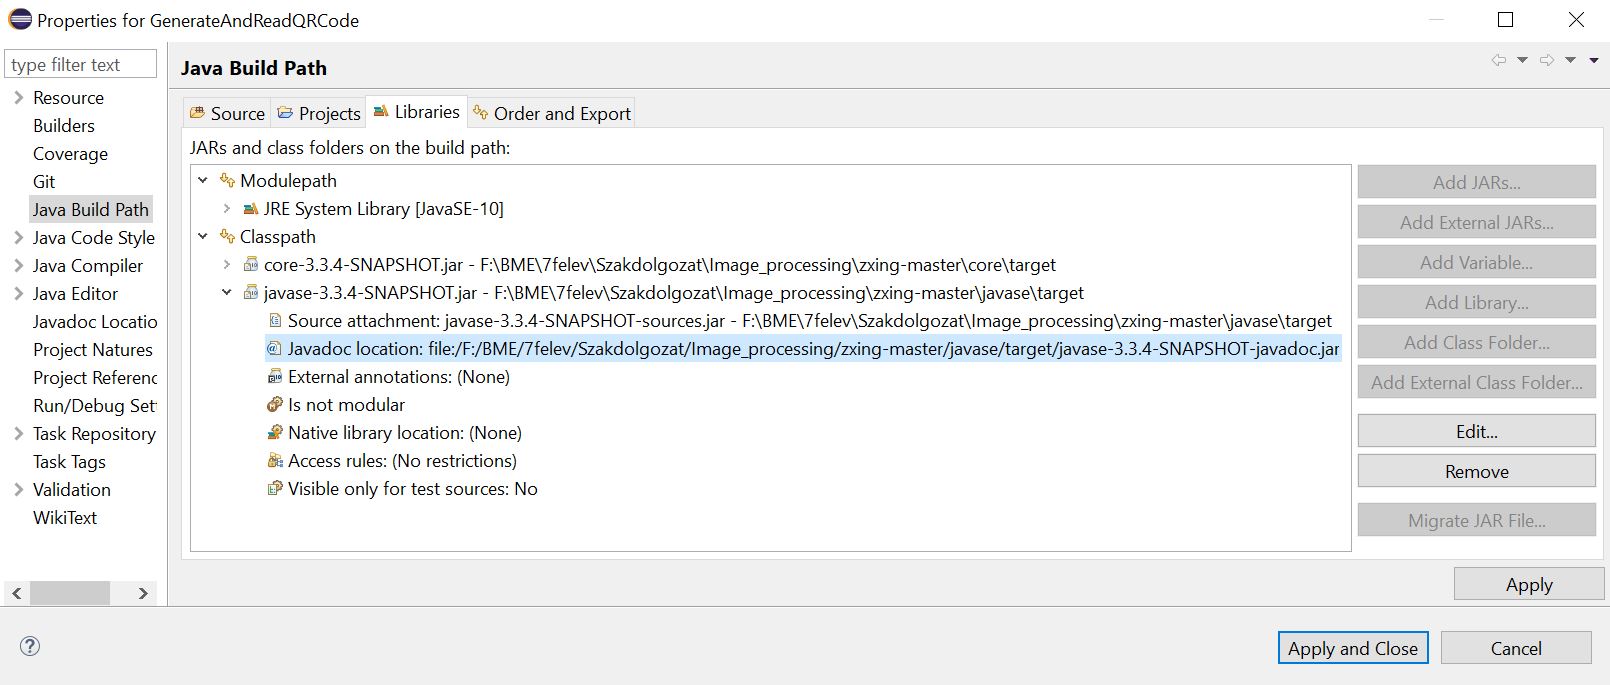 Properties for GenerateAndReadQRCode
type filter text
Resource
Builders
Coverage
Git
Java Build Path
Java Code Style
Java Compiler
Java Editor
Javadoc Locatio
Project Natures
Project Referenc
Run/Debug Set
Task Repository
Task Tags
Validation
WikiText
Java Build Path
Source
Projects
Libraries
Order and Export
JARs and class folders on the build path:
Modulepath
JRE System Library [JavaSE-10]
Classpath
core-3.3.4-SNAPSHOT.jar - F:\BME\7felev\Szakdolgozat\Image_processing\zxing-master\core\target
javase-3.3.4-SNAPSHOT.jar - F:\BME\7felev\Szakdolgozat\Image_processing\zxing-master\javase\target
Source attachment: javase-3.3.4-SNAPSHOT-sources.jar - F:\BME\7felev\Szakdolgozat\Image_processing\zxing-master\javase\target
Javadoc location: file:/F:/BME/7felev/Szakdolgozat/Image_processing/zxing-master/javase/target/javase-3.3.4-SNAPSHOT-javadoc.jar
External annotations: (None)
Is not modular
Native library location: (None)
Access rules: (No restrictions)
Visible only for test sources: No
Add JARs...
Add External JARs...
Add Variable...
Add Library...
Add Class Folder...
Add External Class Folder...
Edit...
Remove
Migrate JAR File...
Apply
Apply and Close
Cancel